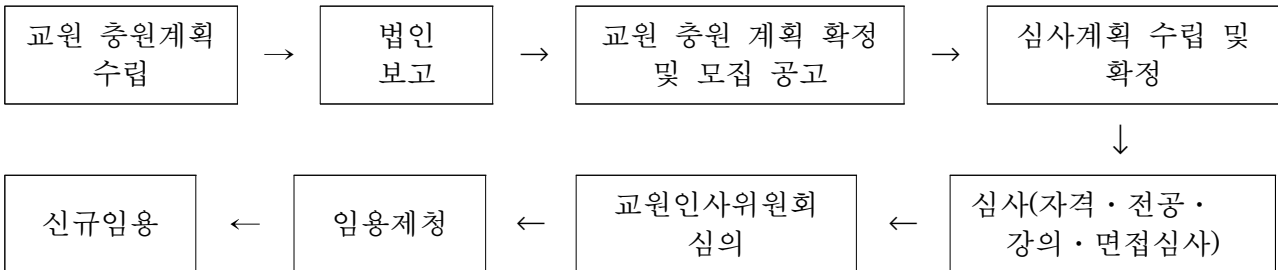 교원 충원계획
수립
→
법인
보고
→
교원 충원 계획 확정
및 모집 공고
→
심사계획 수립 및
확정
↓
심사(자격・전공・
강의・면접심사)
←
교원인사위원회
심의
←
임용제청
←
신규임용